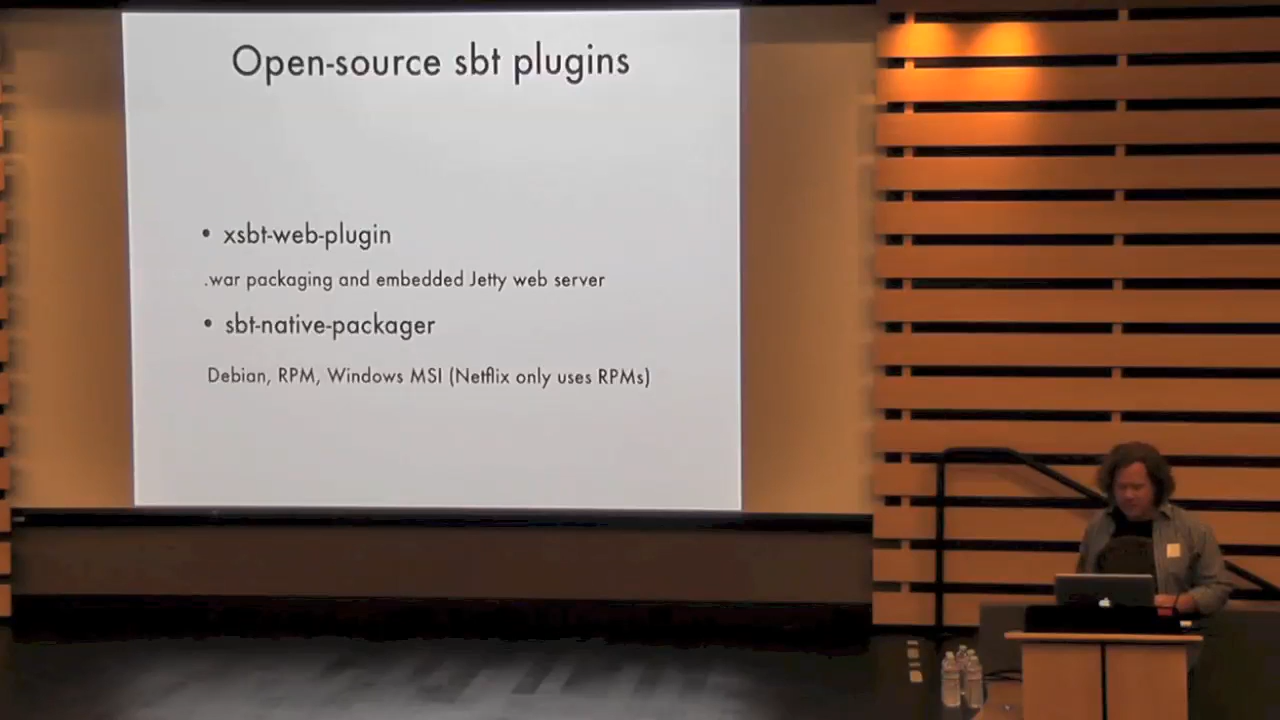 Open-source sbt plugins
• xsbt-web-plugin
.war packaging and embedded Jetty web server
• sbt-native-packager
Debian, RPM, Windows MSI (Netflix only uses RPMs)